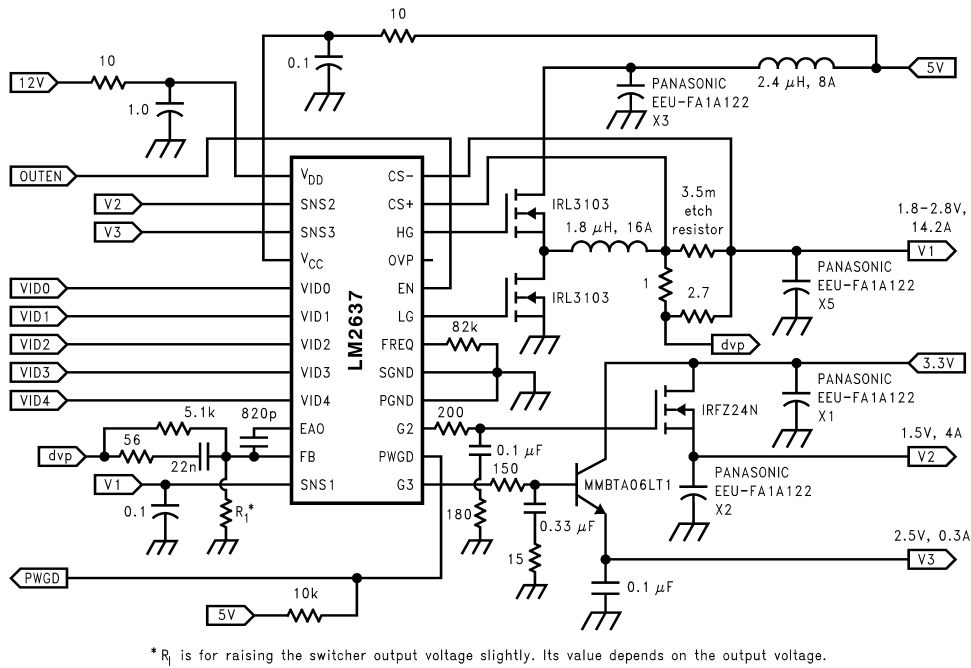 10
0.1
10
12V
1.0
PANASONIC
EEU-FA1A122
X3
2.4 μH, 8A
5V
OUTEN
V2
V3
VID0
VID1
VID2
VID3
VID4
V_DD
SNS2
SNS3
V_CC
VID0
VID1
VID2
VID3
VID4
EAO
FB
SNS1
LM2637
CS-
CS+
HG
OVP
EN
LG
FREQ
SGND
PGND
G2
PWGD
G3
IRL3103
1.8 μH, 16A
3.5m
etch
resistor
1.8-2.8V,
14.2A
V1
PANASONIC
EEU-FA1A122
X5
IRL3103
1
2.7
dvp
82k
3.3V
PANASONIC
EEU-FA1A122
X1
IRFZ24N
1.5V, 4A
V2
PANASONIC
EEU-FA1A122
X2
200
0.1 μF
180
150
MMBTA06LT1
0.33 μF
15
2.5V, 0.3A
V3
0.1 μF
5.1k
820p
dvp
56
22n
V1
0.1
R1*
PWGD
5V
10k
* R1 is for raising the switcher output voltage slightly. Its value depends on the output voltage.